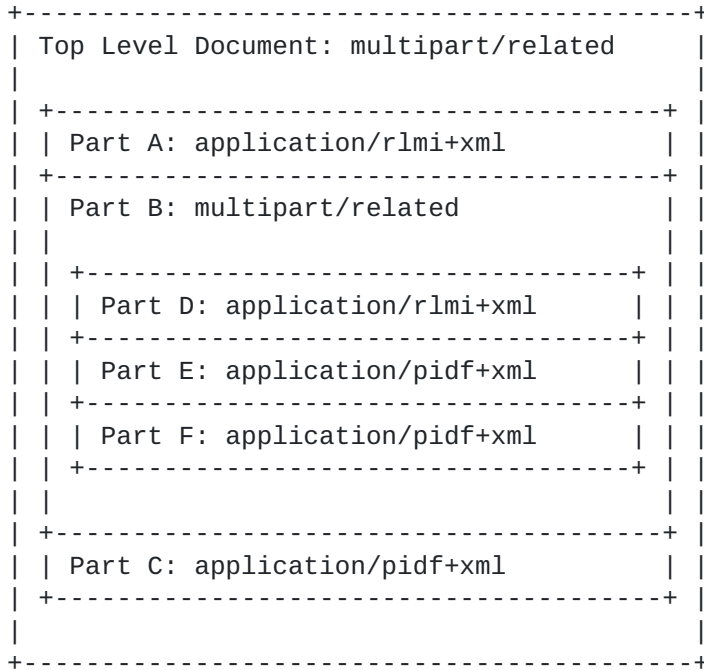 Top Level Document: multipart/related
Part A: application/rlmi+xml
Part B: multipart/related
Part D: application/rlmi+xml
Part E: application/pidf+xml
Part F: application/pidf+xml
Part C: application/pidf+xml